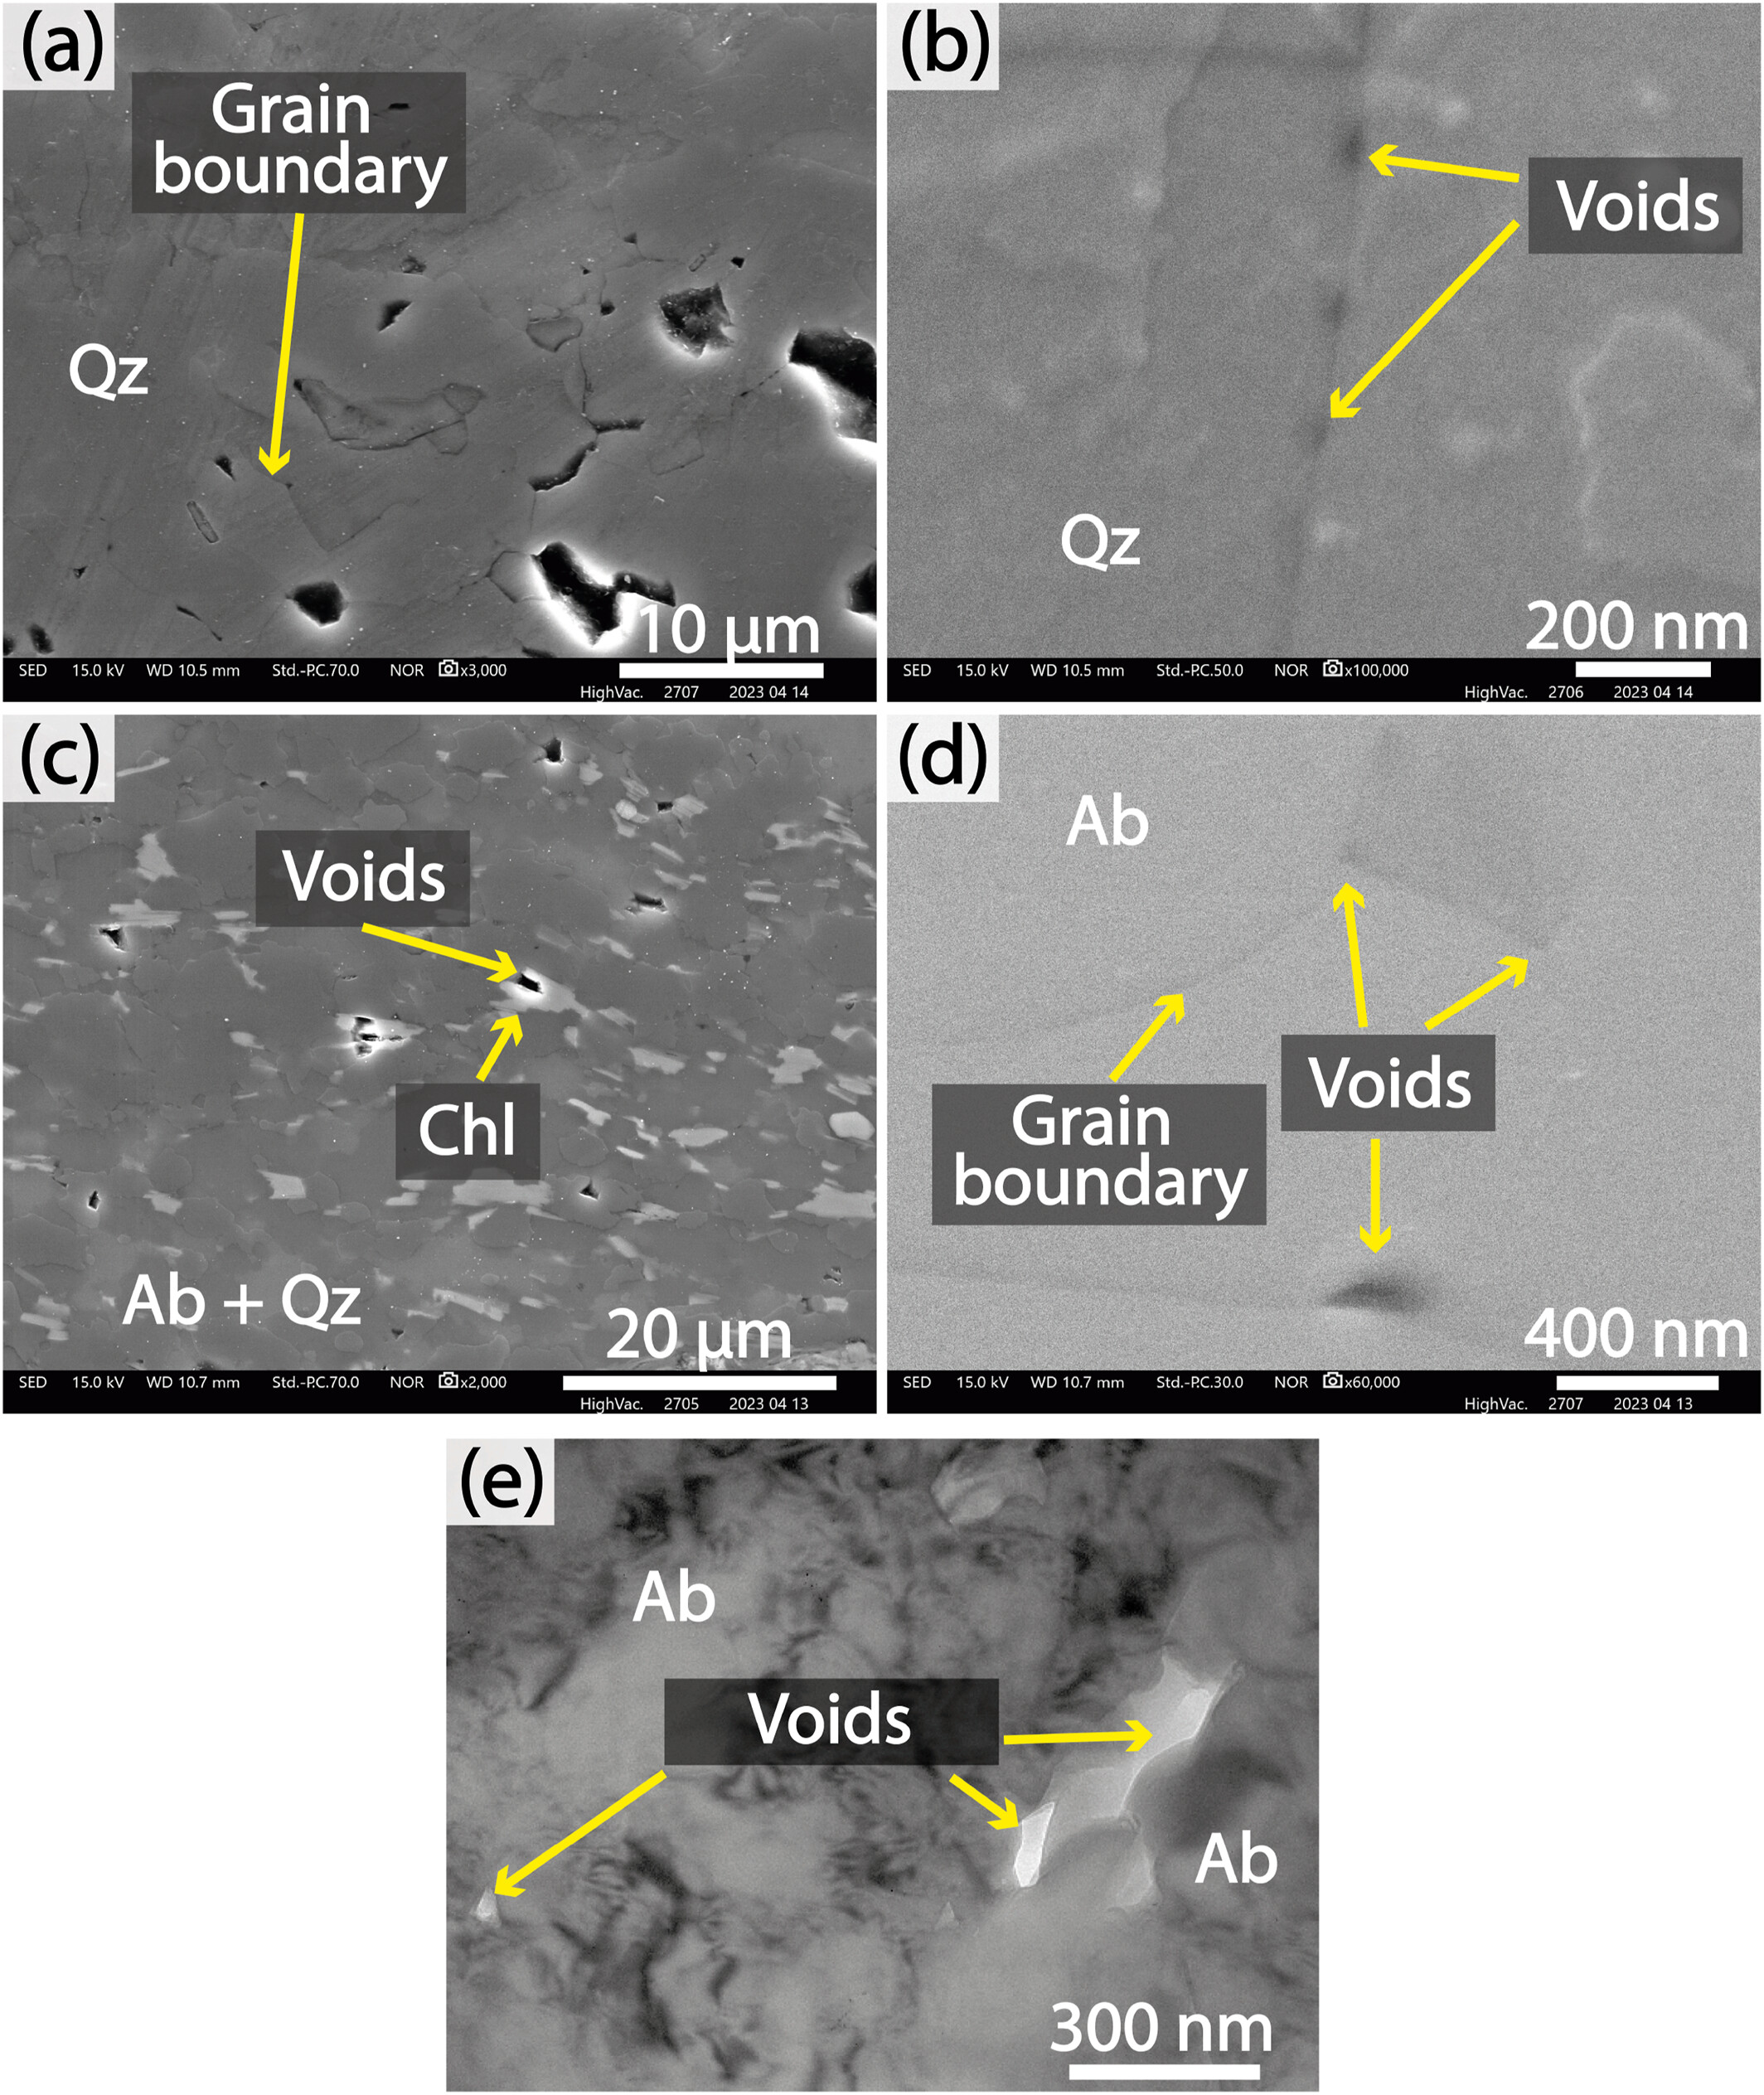 (a)
Grain
boundary
Qz
10 µm
SED 15.0 kV WD 10.5 mm Std.-P.C.70.0 NOR x3,000
HighVac. 2707 2023 04 14
(b)
Voids
Qz
200 nm
SED 15.0 kV WD 10.5 mm Std.-P.C.50.0 NOR x100,000
HighVac. 2706 2023 04 14
(c)
Voids
Chl
Ab + Qz
20 µm
SED 15.0 kV WD 10.7 mm Std.-P.C.70.0 NOR x2,000
HighVac. 2705 2023 04 13
(d)
Ab
Grain
boundary
Voids
400 nm
SED 15.0 kV WD 10.7 mm Std.-P.C.30.0 NOR x60,000
HighVac. 2707 2023 04 13
(e)
Ab
Voids
Ab
300 nm